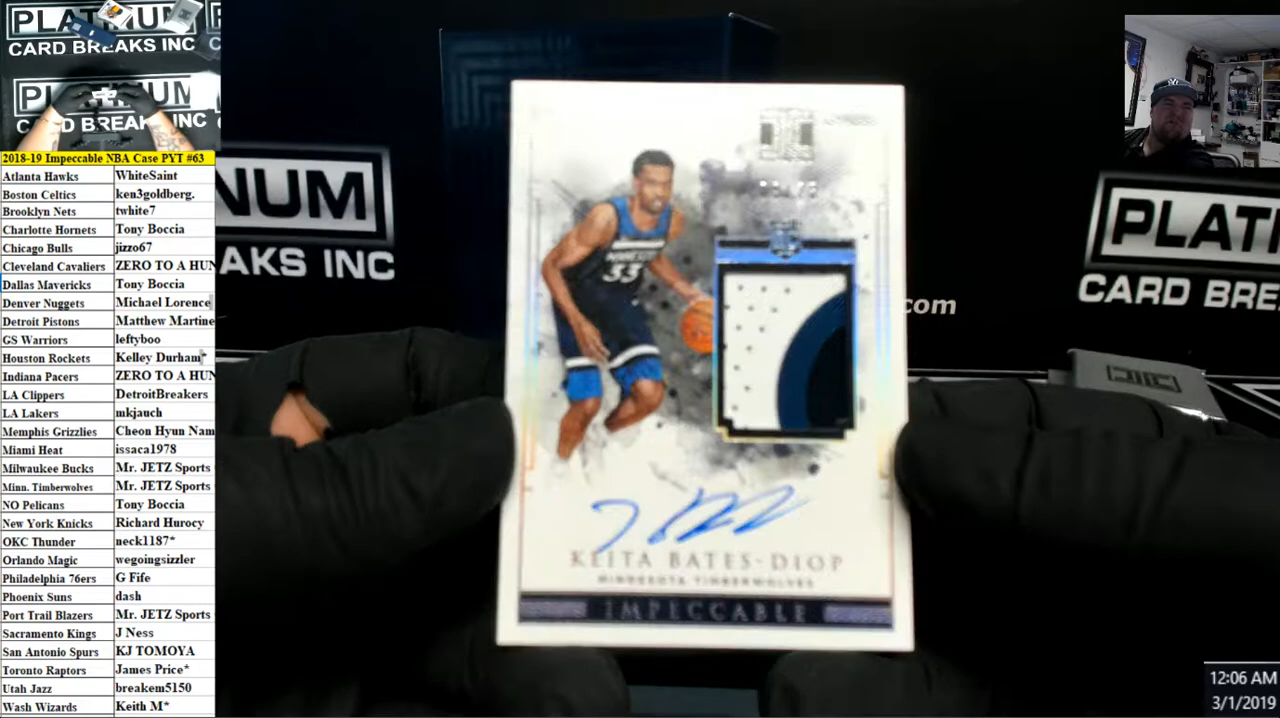 PLATINUM
CARD BREAKS INC
PLATINUM
CARD BREAKS INC
2018-19 Impeccable NBA Case PYT #63
Atlanta Hawks WhiteSaint
Boston Celtics ken3goldberg.
Brooklyn Nets twhite7
Charlotte Hornets Tony Boccia
Chicago Bulls jizzo67
Cleveland Cavaliers ZERO TO A HUN
Dallas Mavericks Tony Boccia
Denver Nuggets Michael Lorence
Detroit Pistons Matthew Martine
GS Warriors leftyboo
Houston Rockets Kelley Durham*
Indiana Pacers ZERO TO A HUN
LA Clippers DetroitBreakers
LA Lakers mkjauch
Memphis Grizzlies Cheon Hyun Nam
Miami Heat issaca1978
Milwaukee Bucks Mr. JETZ Sports
Minn. Timberwolves Mr. JETZ Sports
NO Pelicans Tony Boccia
New York Knicks Richard Hurocy
OKC Thunder neck1187*
Orlando Magic wegoingsizzler
Philadelphia 76ers G Fife
Phoenix Suns dash
Port Trail Blazers Mr. JETZ Sports
Sacramento Kings J Ness
San Antonio Spurs KJ TOMOYA
Toronto Raptors James Price*
Utah Jazz breakem5150
Wash Wizards Keith M*
NUM
AKS INC
.com
PLATI
CARD BRE
33
KEITA BATES-DIOP
MINNESOTA TIMBERWOLVES
IMPECCABLE
12:06 AM
3/1/2019